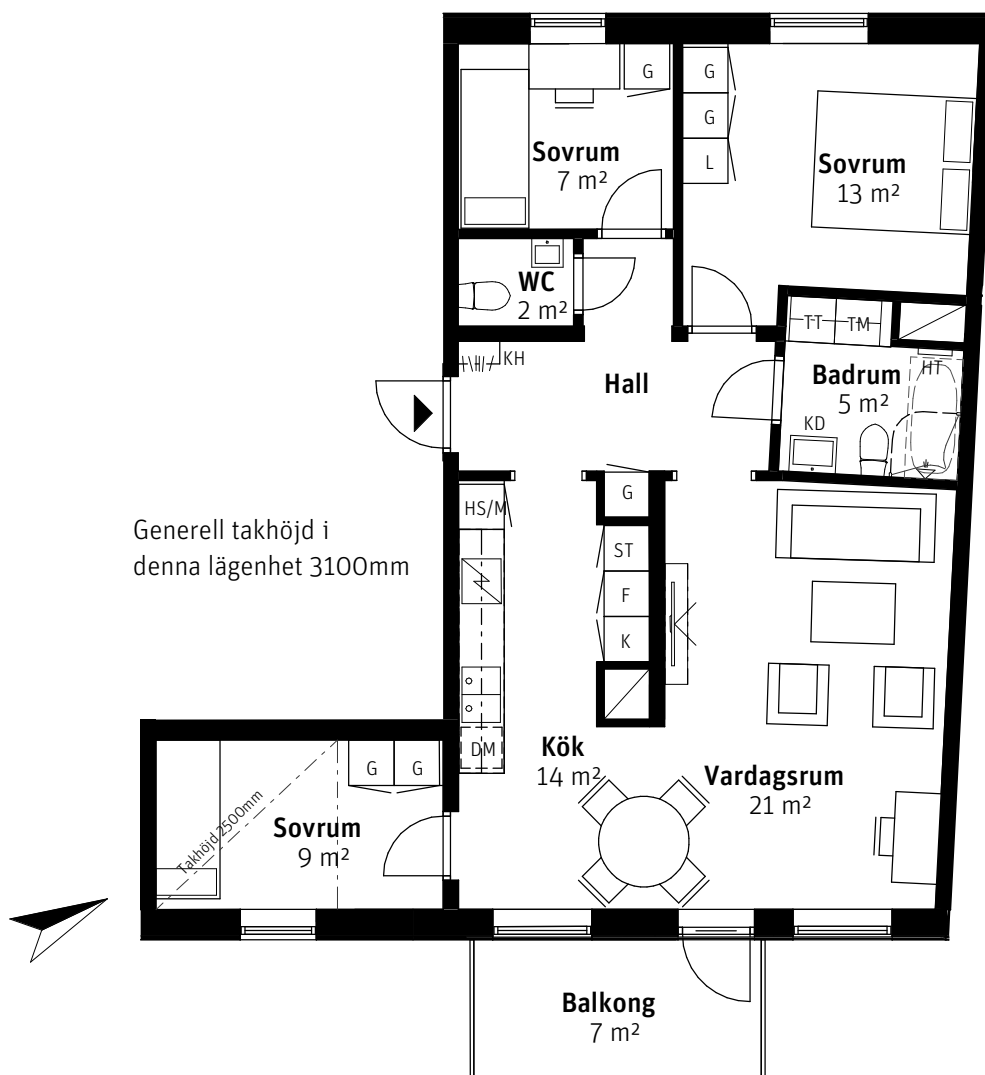 G
G
G
L
Sovrum
7 m²
Sovrum
13 m²
WC
2 m²
TT
TM
KH
Hall
Badrum
5 m²
HT
KD
HS/M
G
ST
F
K
Generell takhöjd i
denna lägenhet 3100mm
DM
Kök
14 m²
Vardagsrum
21 m²
G
G
Takhöjd 2500mm
Sovrum
9 m²
Balkong
7 m²